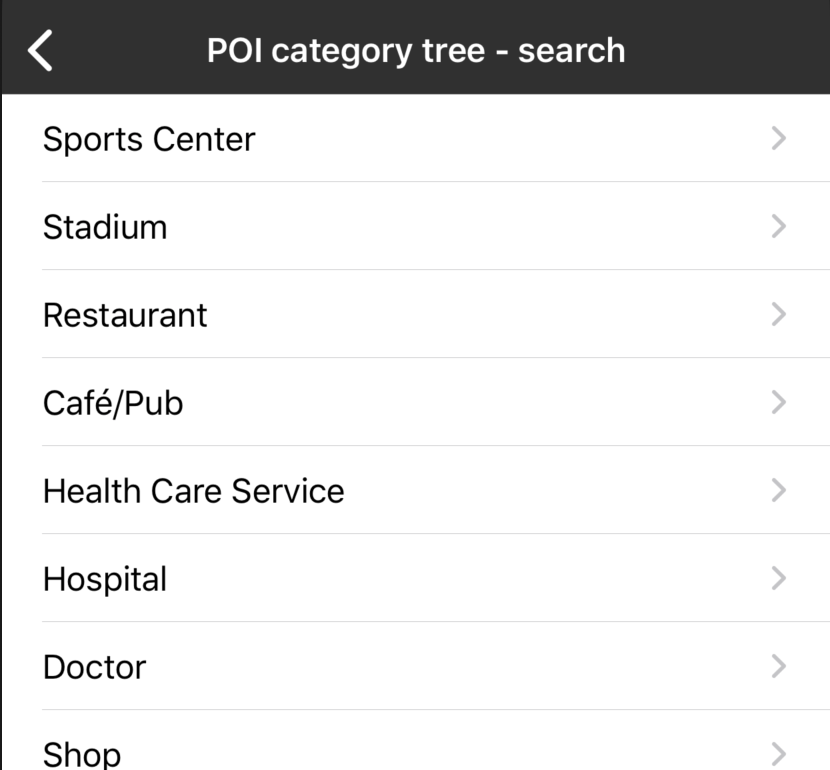 POI category tree - search
Sports Center
Stadium
Restaurant
Café/Pub
Health Care Service
Hospital
Doctor
Shop